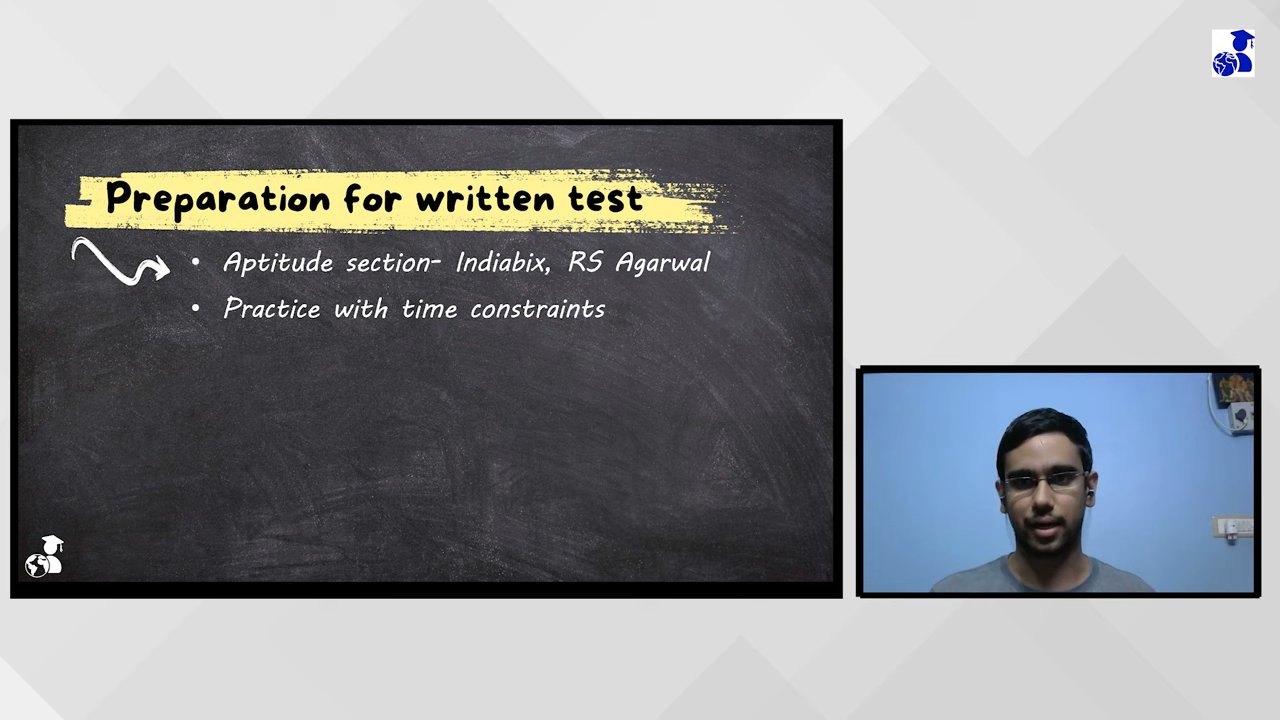 Preparation for written test
• Aptitude section- Indiabix, RS Agarwal
• Practice with time constraints